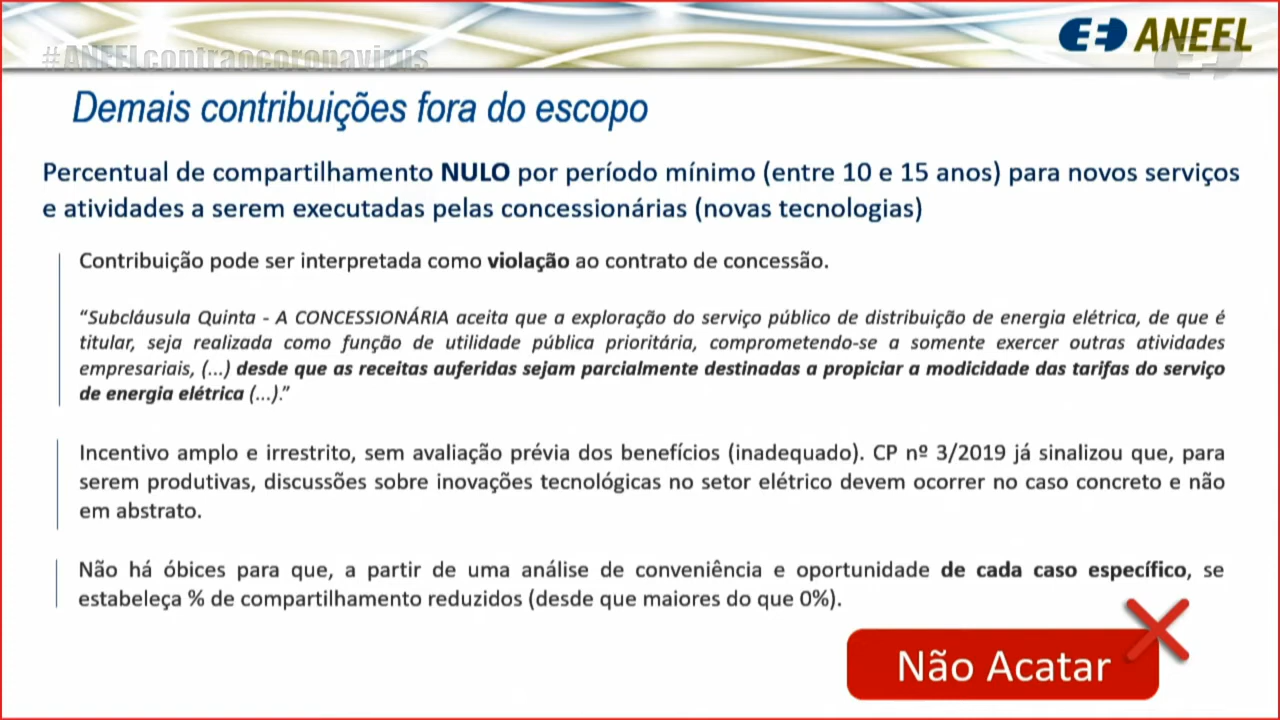 #ANEELcontraocoronavirus
ANEEL
Demais contribuições fora do escopo
Percentual de compartilhamento NULO por período mínimo (entre 10 e 15 anos) para novos serviços
e atividades a serem executadas pelas concessionárias (novas tecnologias)
Contribuição pode ser interpretada como violação ao contrato de concessão.
“Subcláusula Quinta - A CONCESSIONÁRIA aceita que a exploração do serviço público de distribuição de energia elétrica, de que é
titular, seja realizada como função de utilidade pública prioritária, comprometendo-se a somente exercer outras atividades
empresariais, (...) desde que as receitas auferidas sejam parcialmente destinadas a propiciar a modicidade das tarifas do serviço
de energia elétrica (...).”
Incentivo amplo e irrestrito, sem avaliação prévia dos benefícios (inadequado). CP nº 3/2019 já sinalizou que, para
serem produtivas, discussões sobre inovações tecnológicas no setor elétrico devem ocorrer no caso concreto e não
em abstrato.
Não há óbices para que, a partir de uma análise de conveniência e oportunidade de cada caso específico, se
estabeleça % de compartilhamento reduzidos (desde que maiores do que 0%).
Não Acatar